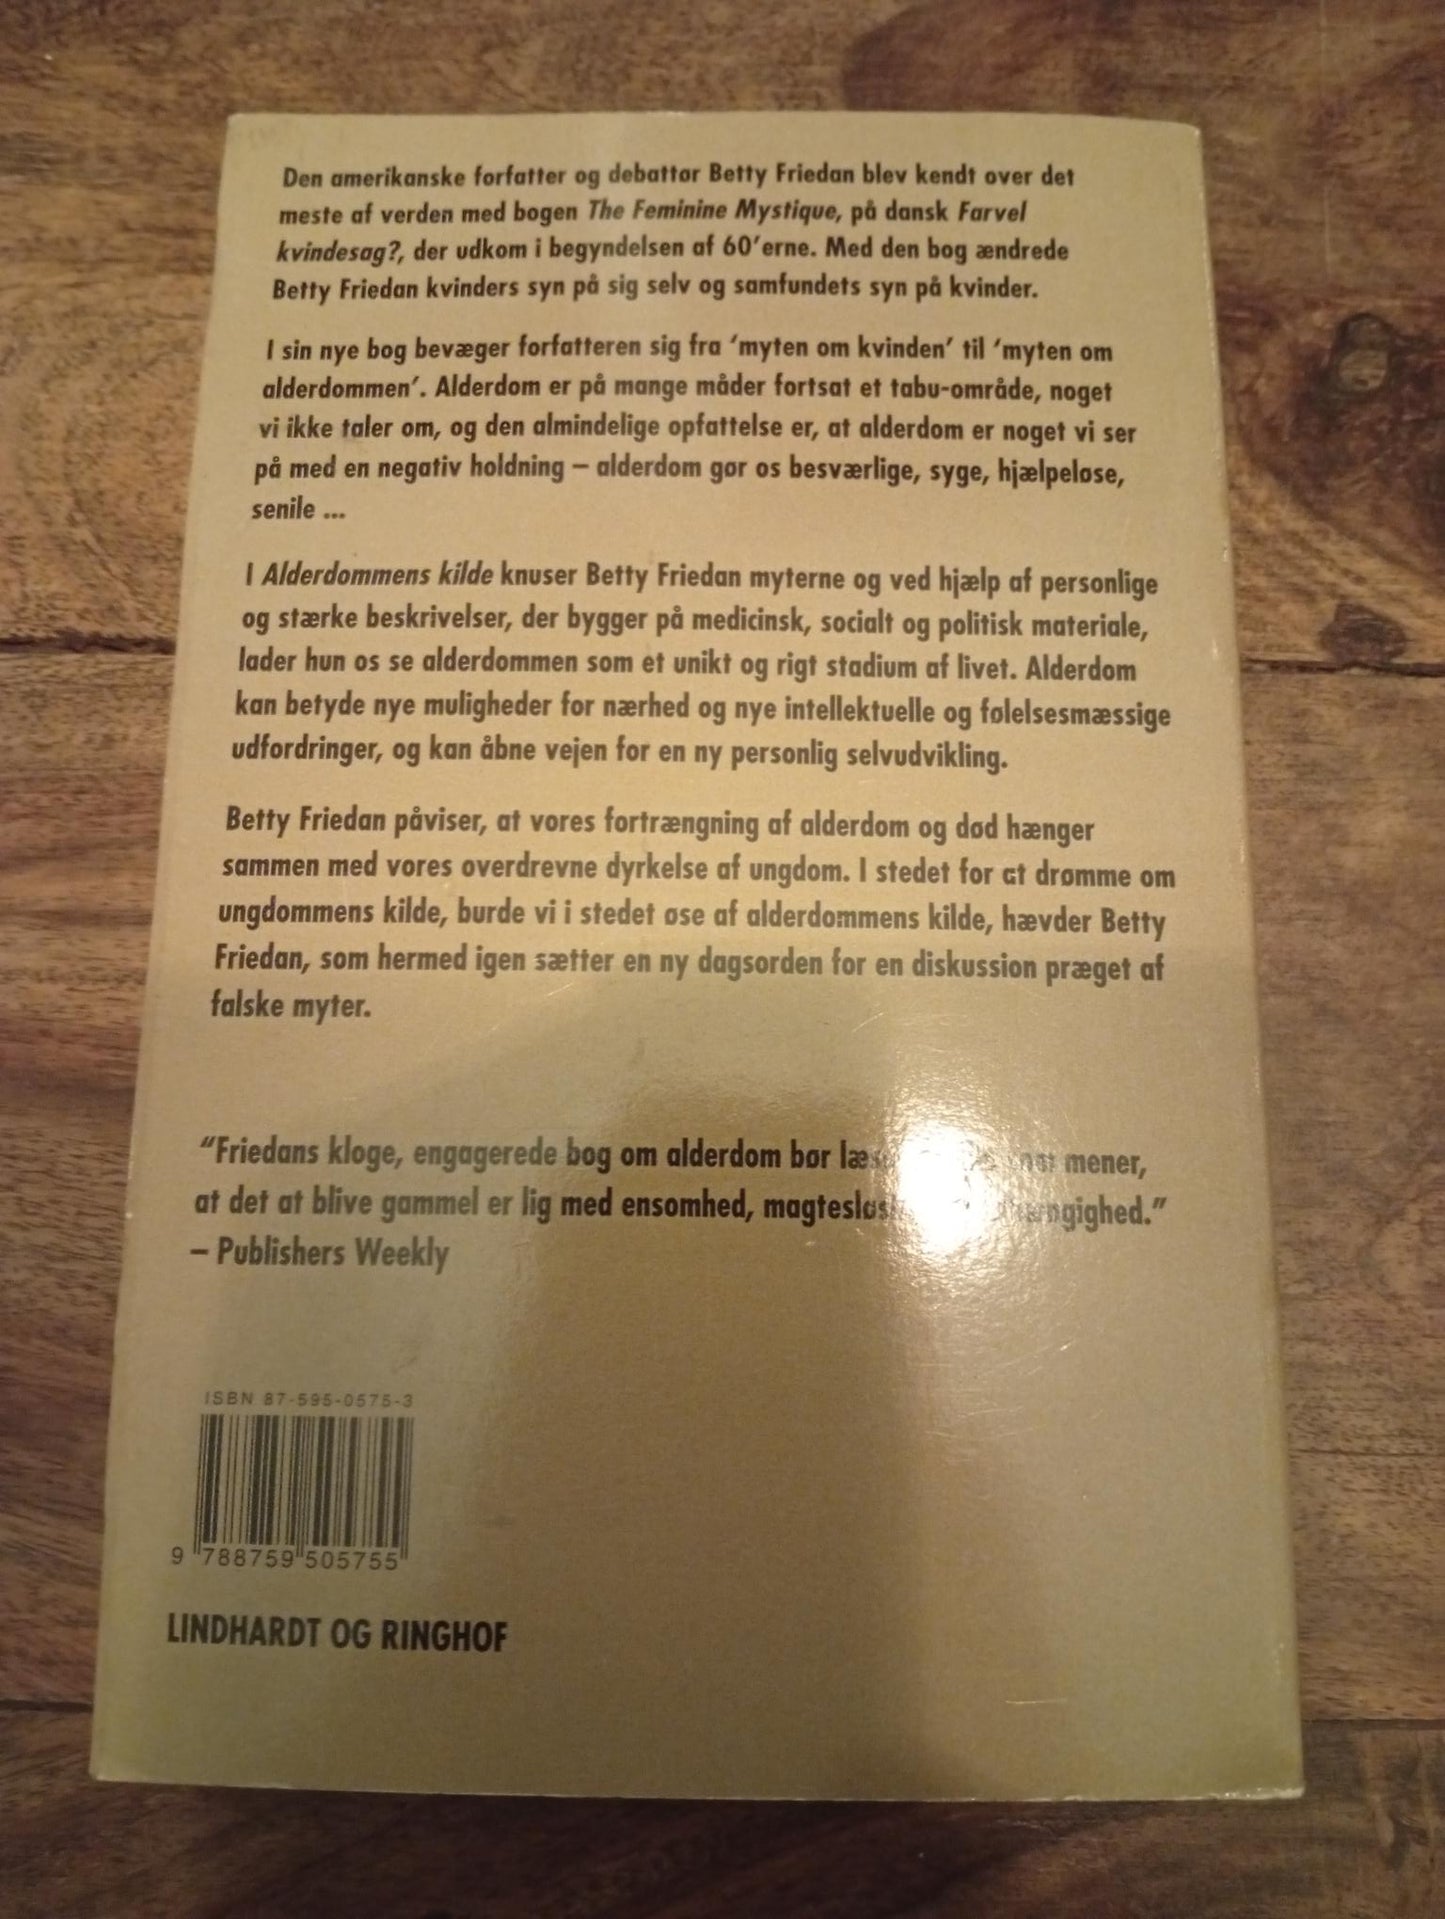 Den amerikanske forfatter og debattør Betty Friedan blev kendt over det
meste af verden med bogen The Feminine Mystique, på dansk Farvel
kvindesag?, der udkom i begyndelsen af 60'erne. Med den bog ændrede
Betty Friedan kvinders syn på sig selv og samfundets syn på kvinder.
I sin nye bog bevæger forfatteren sig fra 'myten om kvinden' til 'myten om
alderdommen'. Alderdom er på mange måder fortsat et tabu-område, noget
vi ikke taler om, og den almindelige opfattelse er, at alderdom er noget vi ser
på med en negativ holdning – alderdom gør os besværlige, syge, hjælpeløse,
senile ...
I Alderdommens kilde knuser Betty Friedan myterne og ved hjælp af personlige
og stærke beskrivelser, der bygger på medicinsk, socialt og politisk materiale,
lader hun os se alderdommen som et unikt og rigt stadium af livet. Alderdom
kan betyde nye muligheder for nærhed og nye intellektuelle og følelsesmæssige
udfordringer, og kan åbne vejen for en ny personlig selvudvikling.
Betty Friedan påviser, at vores fortrængning af alderdom og død hænger
sammen med vores overdrevne dyrkelse af ungdom. I stedet for at drømme om
ungdommens kilde, burde vi i stedet øse af alderdommens kilde, hævder Betty
Friedan, som hermed igen sætter en ny dagsorden for en diskussion præget af
falske myter.
"Friedans kloge, engagerede bog om alderdom bør mener,
at det at blive gammel er lig med ensomhed,
– Publishers Weekly
ISBN 87-595-0575-3
9 788759 505755
LINDHARDT OG RINGHOF